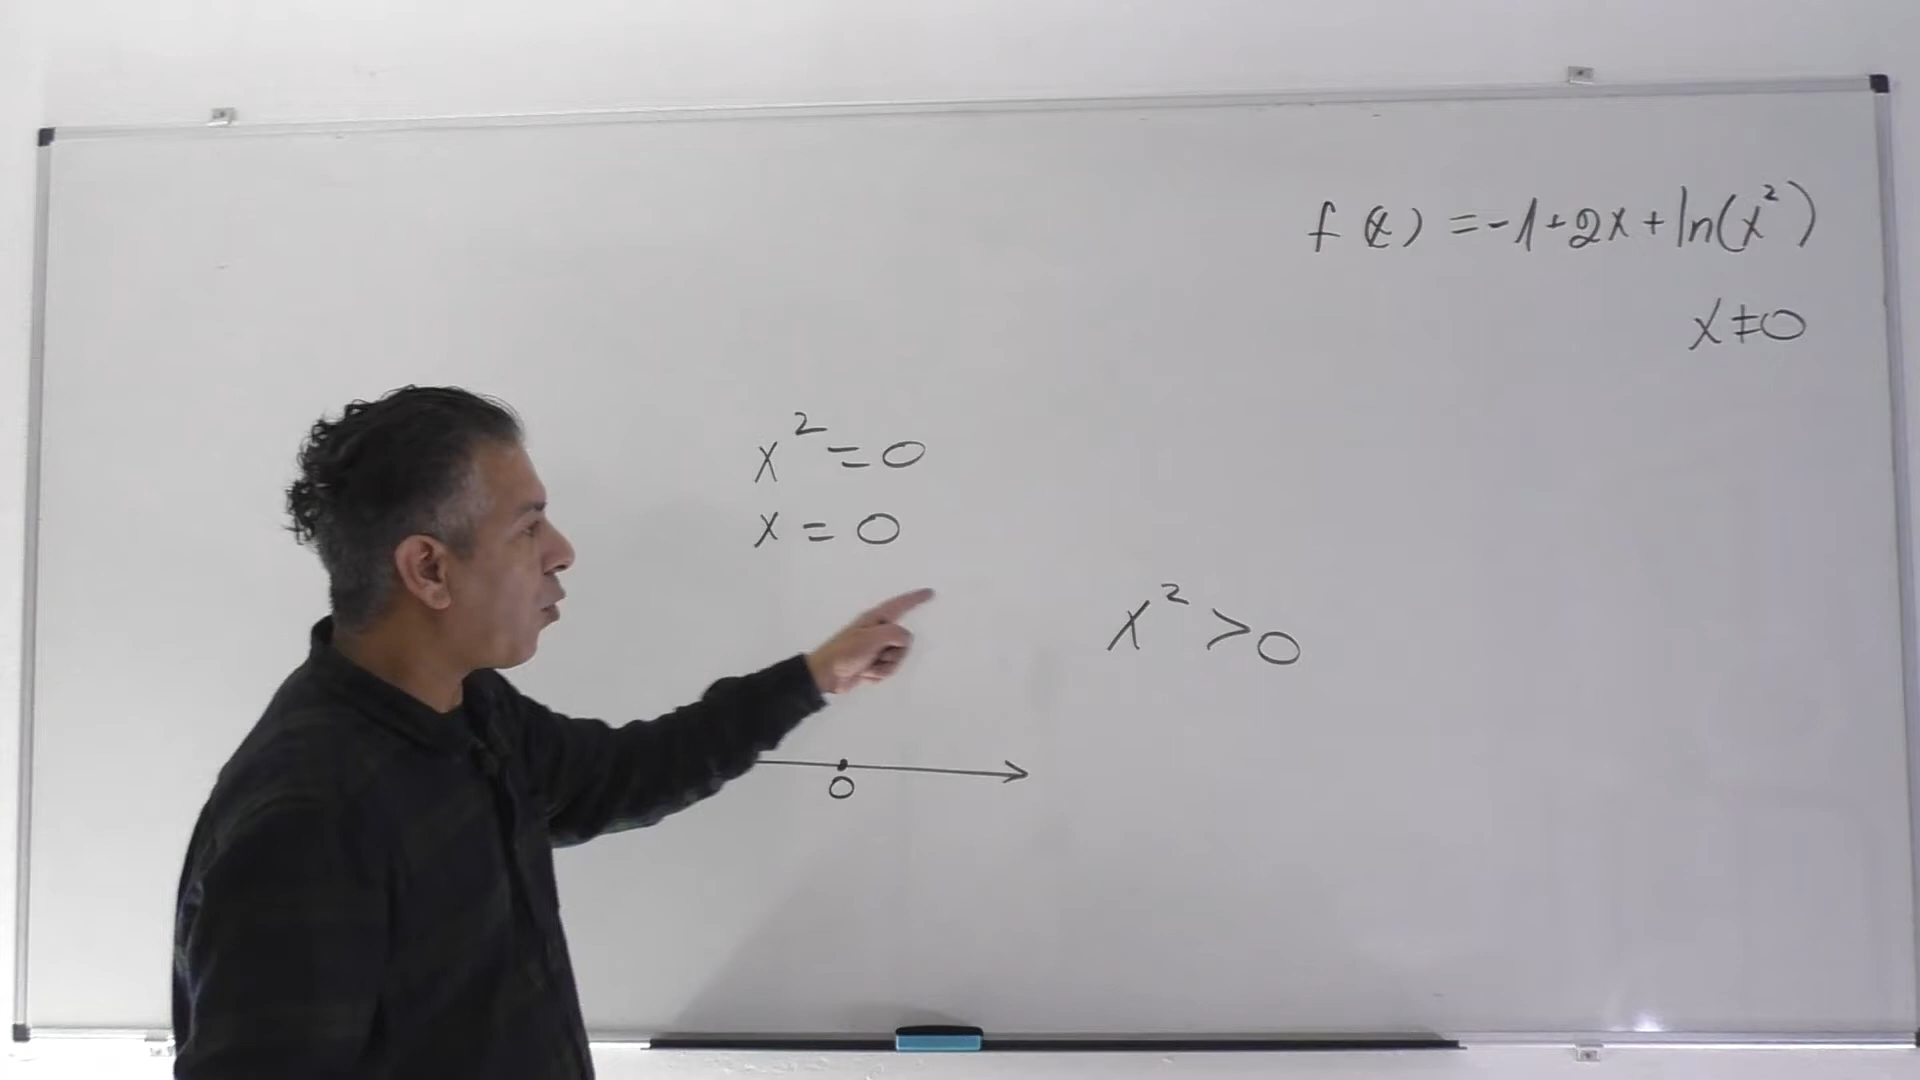 f(x) = -1+2x+ln(x²)
x≠0
x²=0
x=0
x²>0
0